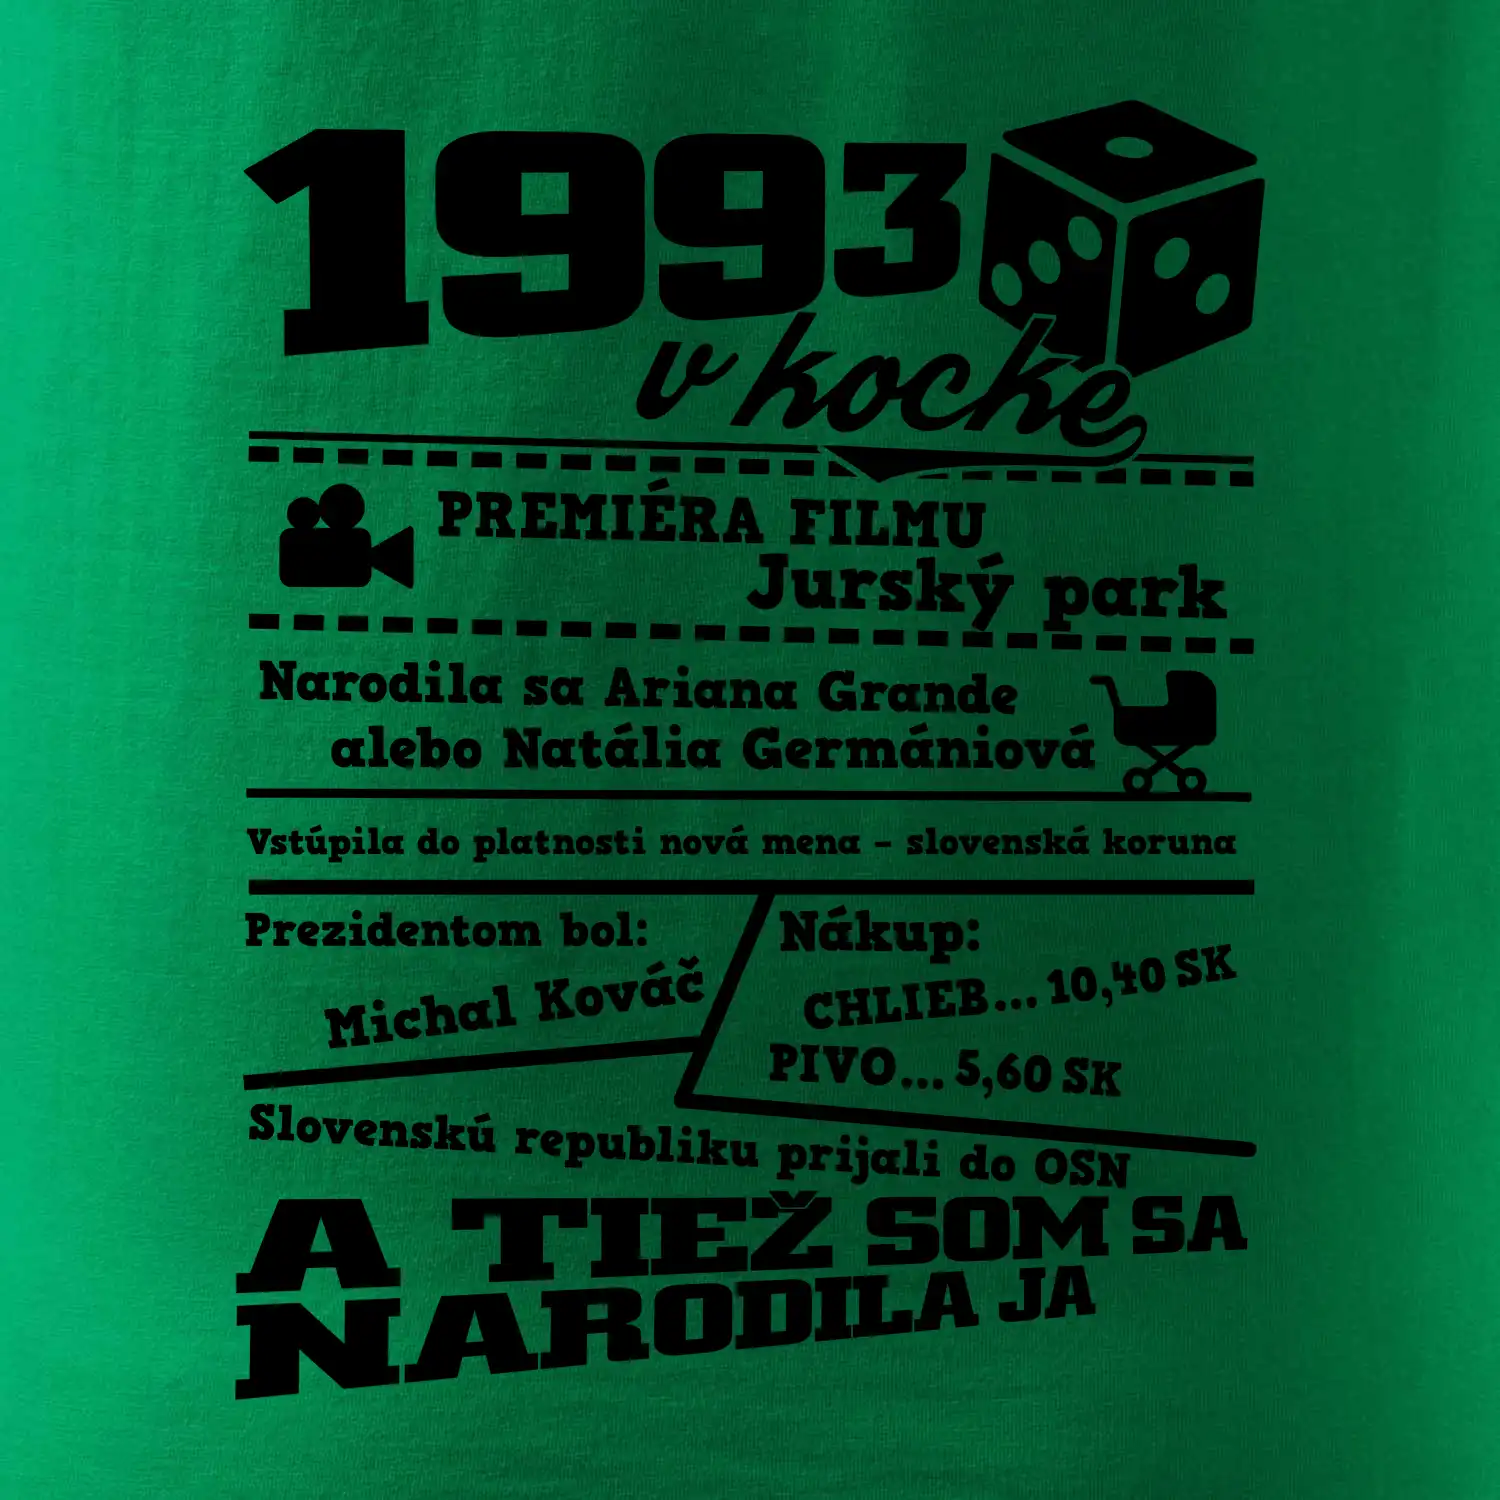 1993
v kocke
PREMIÉRA FILMU
Jurský park
Narodila sa Ariana Grande
alebo Natália Germániová
Vstúpila do platnosti nová mena - slovenská koruna
Prezidentom bol:
Michal Kováč
Nákup:
CHLIEB... 10,40 SK
PIVO... 5,60 SK
Slovenskú republiku prijali do OSN
A TIEŽ SOM SA
NARODILA JA